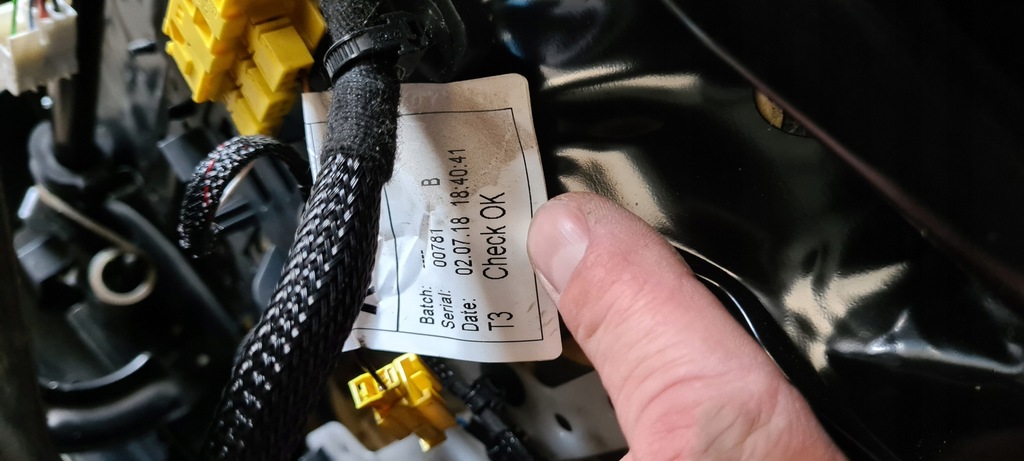 Batch:
Serial: 00781 B
Date: 02.07.18 18:40:41
T3 Check OK